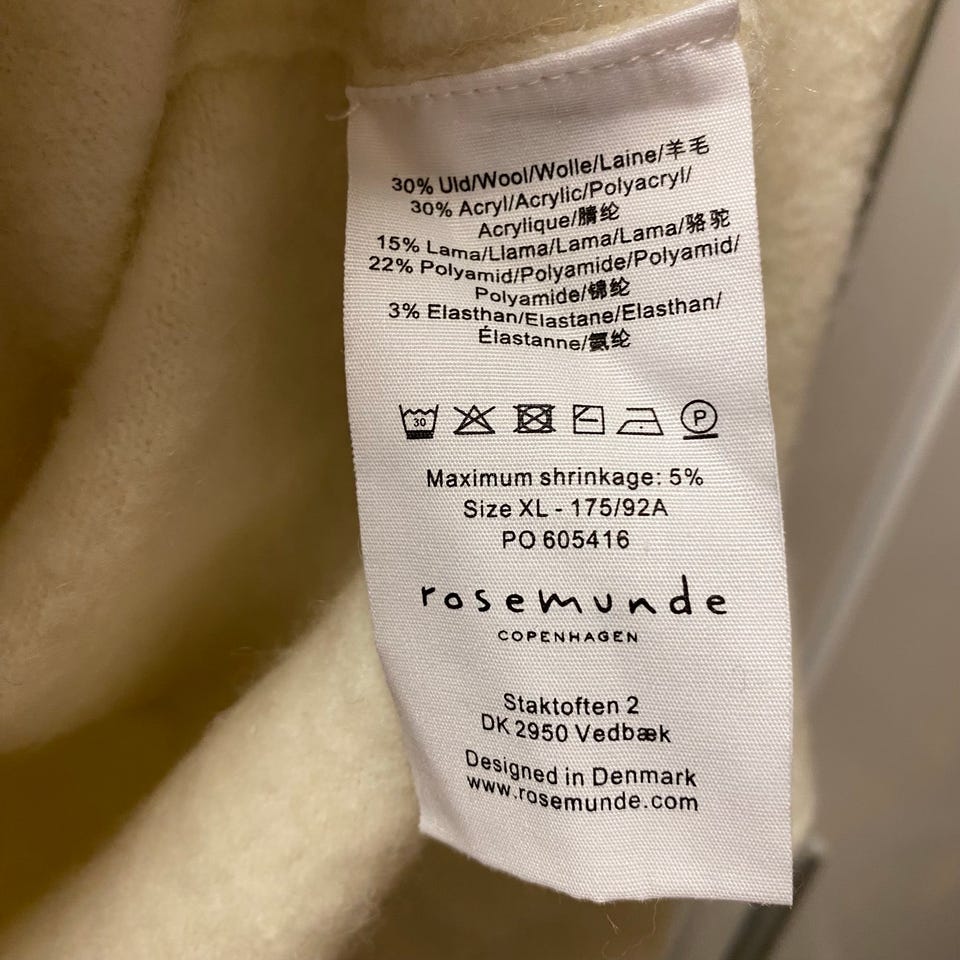 30% Uld/Wool/Wolle/Laine/羊毛
30% Acryl/Acrylic/Polyacryl/
Acrylique/腈纶
15% Lama/Llama/Lama/Lama/骆驼
22% Polyamid/Polyamide/Polyamid/
Polyamide/锦纶
3% Elasthan/Elastane/Elasthan/
Élastanne/氨纶
30 P
Maximum shrinkage: 5%
Size XL - 175/92A
PO 605416
rosemunde
COPENHAGEN
Staktoften 2
DK 2950 Vedbæk
Designed in Denmark
www.rosemunde.com